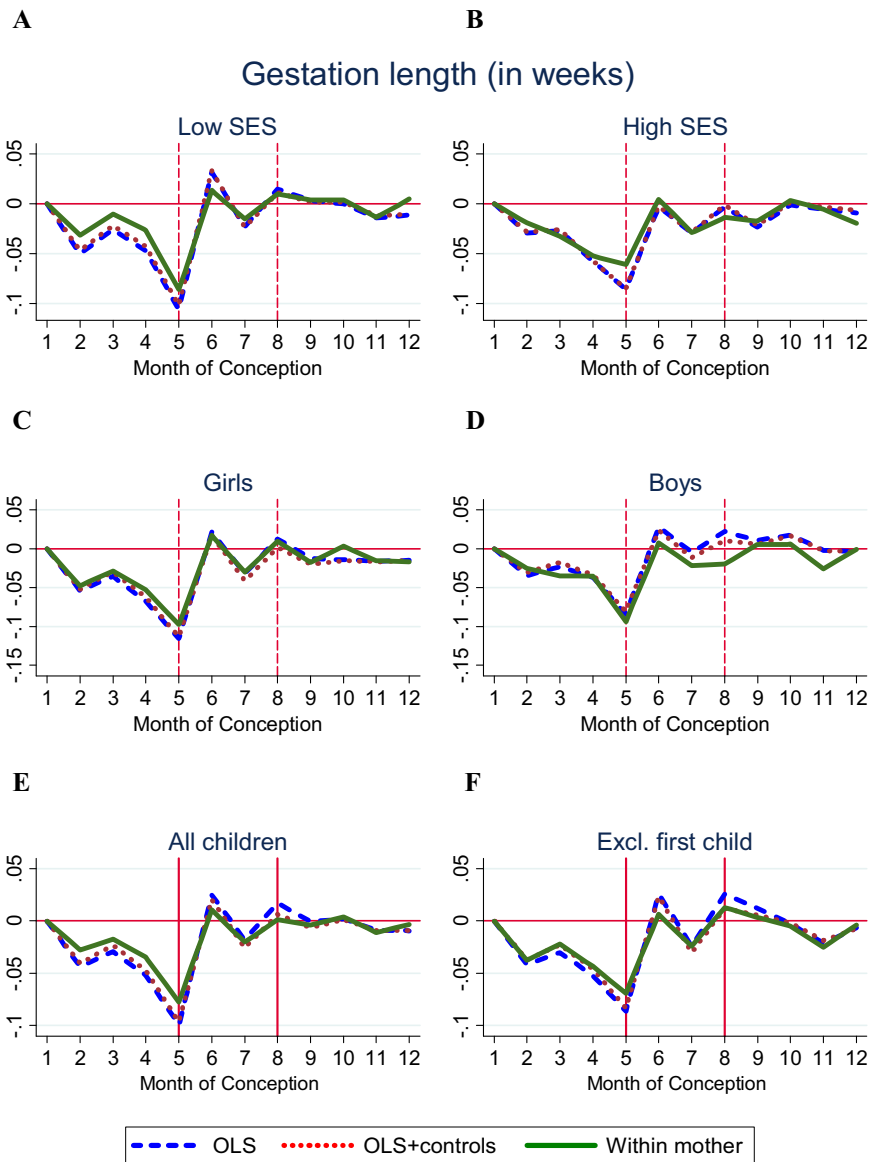 A B
Gestation length (in weeks)
Low SES High SES
.05 0 -.05 -.1
1 2 3 4 5 6 7 8 9 10 11 12
Month of Conception
.05 0 -.05 -.1
1 2 3 4 5 6 7 8 9 10 11 12
Month of Conception
C D
Girls Boys
.05 0 -.05 -.1 -.15
1 2 3 4 5 6 7 8 9 10 11 12
Month of Conception
.05 0 -.05 -.1 -.15
1 2 3 4 5 6 7 8 9 10 11 12
Month of Conception
E F
All children Excl. first child
.05 0 -.05 -.1
1 2 3 4 5 6 7 8 9 10 11 12
Month of Conception
.05 0 -.05 -.1
1 2 3 4 5 6 7 8 9 10 11 12
Month of Conception
OLS OLS+controls Within mother